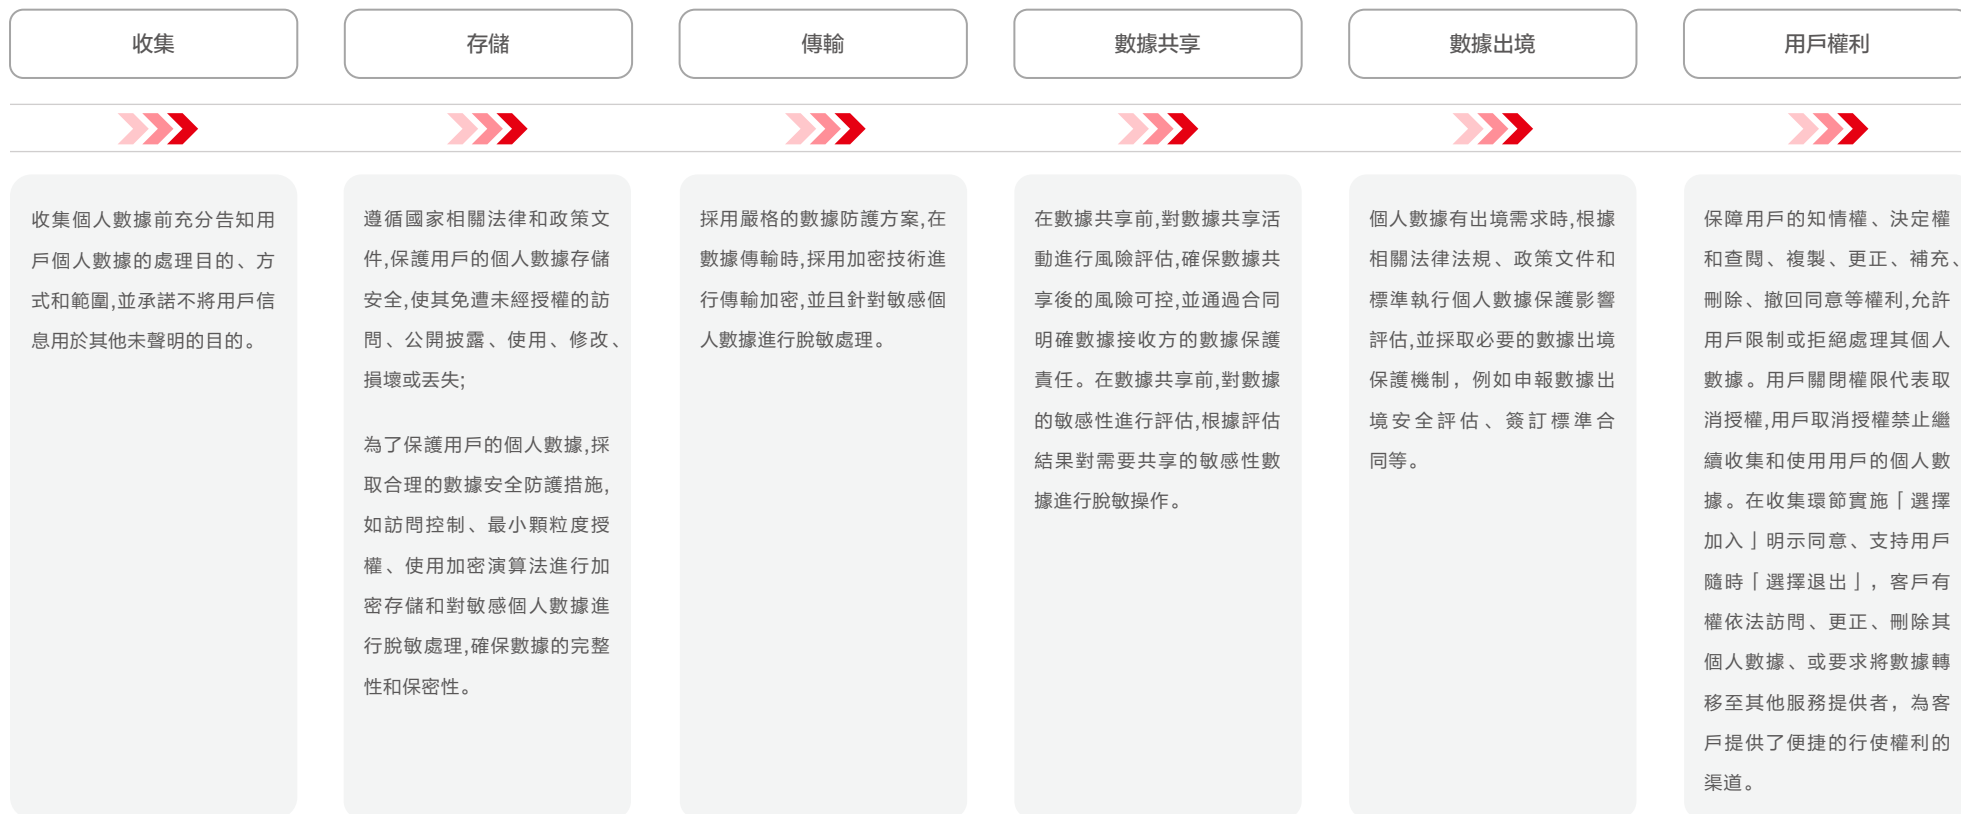 收集
存儲
傳輸
數據共享
數據出境
用戶權利
收集個人數據前充分告知用
戶個人數據的處理目的、方
式和範圍,並承諾不將用戶信
息用於其他未聲明的目的。
遵循國家相關法律和政策文
件,保護用戶的個人數據存儲
安全,使其免遭未經授權的訪
問、公開披露、使用、修改、
損壞或丟失;
為了保護用戶的個人數據,採
取合理的數據安全防護措施,
如訪問控制、最小顆粒度授
權、使用加密演算法進行加
密存儲和對敏感個人數據進
行脫敏處理,確保數據的完整
性和保密性。
採用嚴格的數據防護方案,在
數據傳輸時,採用加密技術進
行傳輸加密,並且針對敏感個
人數據進行脫敏處理。
在數據共享前,對數據共享活
動進行風險評估,確保數據共
享後的風險可控,並通過合同
明確數據接收方的數據保護
責任。在數據共享前,對數據
的敏感性進行評估,根據評估
結果對需要共享的敏感性數
據進行脫敏操作。
個人數據有出境需求時,根據
相關法律法規、政策文件和
標準執行個人數據保護影響
評估,並採取必要的數據出境
保護機制，例如申報數據出
境安全評估、簽訂標準合
同等。
保障用戶的知情權、決定權
和查閱、複製、更正、補充、
刪除、撤回同意等權利,允許
用戶限制或拒絕處理其個人
數據。用戶關閉權限代表取
消授權,用戶取消授權禁止繼
續收集和使用用戶的個人數
據。在收集環節實施「選擇
加入」明示同意、支持用戶
隨時「選擇退出」，客戶有
權依法訪問、更正、刪除其
個人數據、或要求將數據轉
移至其他服務提供者，為客
戶提供了便捷的行使權利的
渠道。